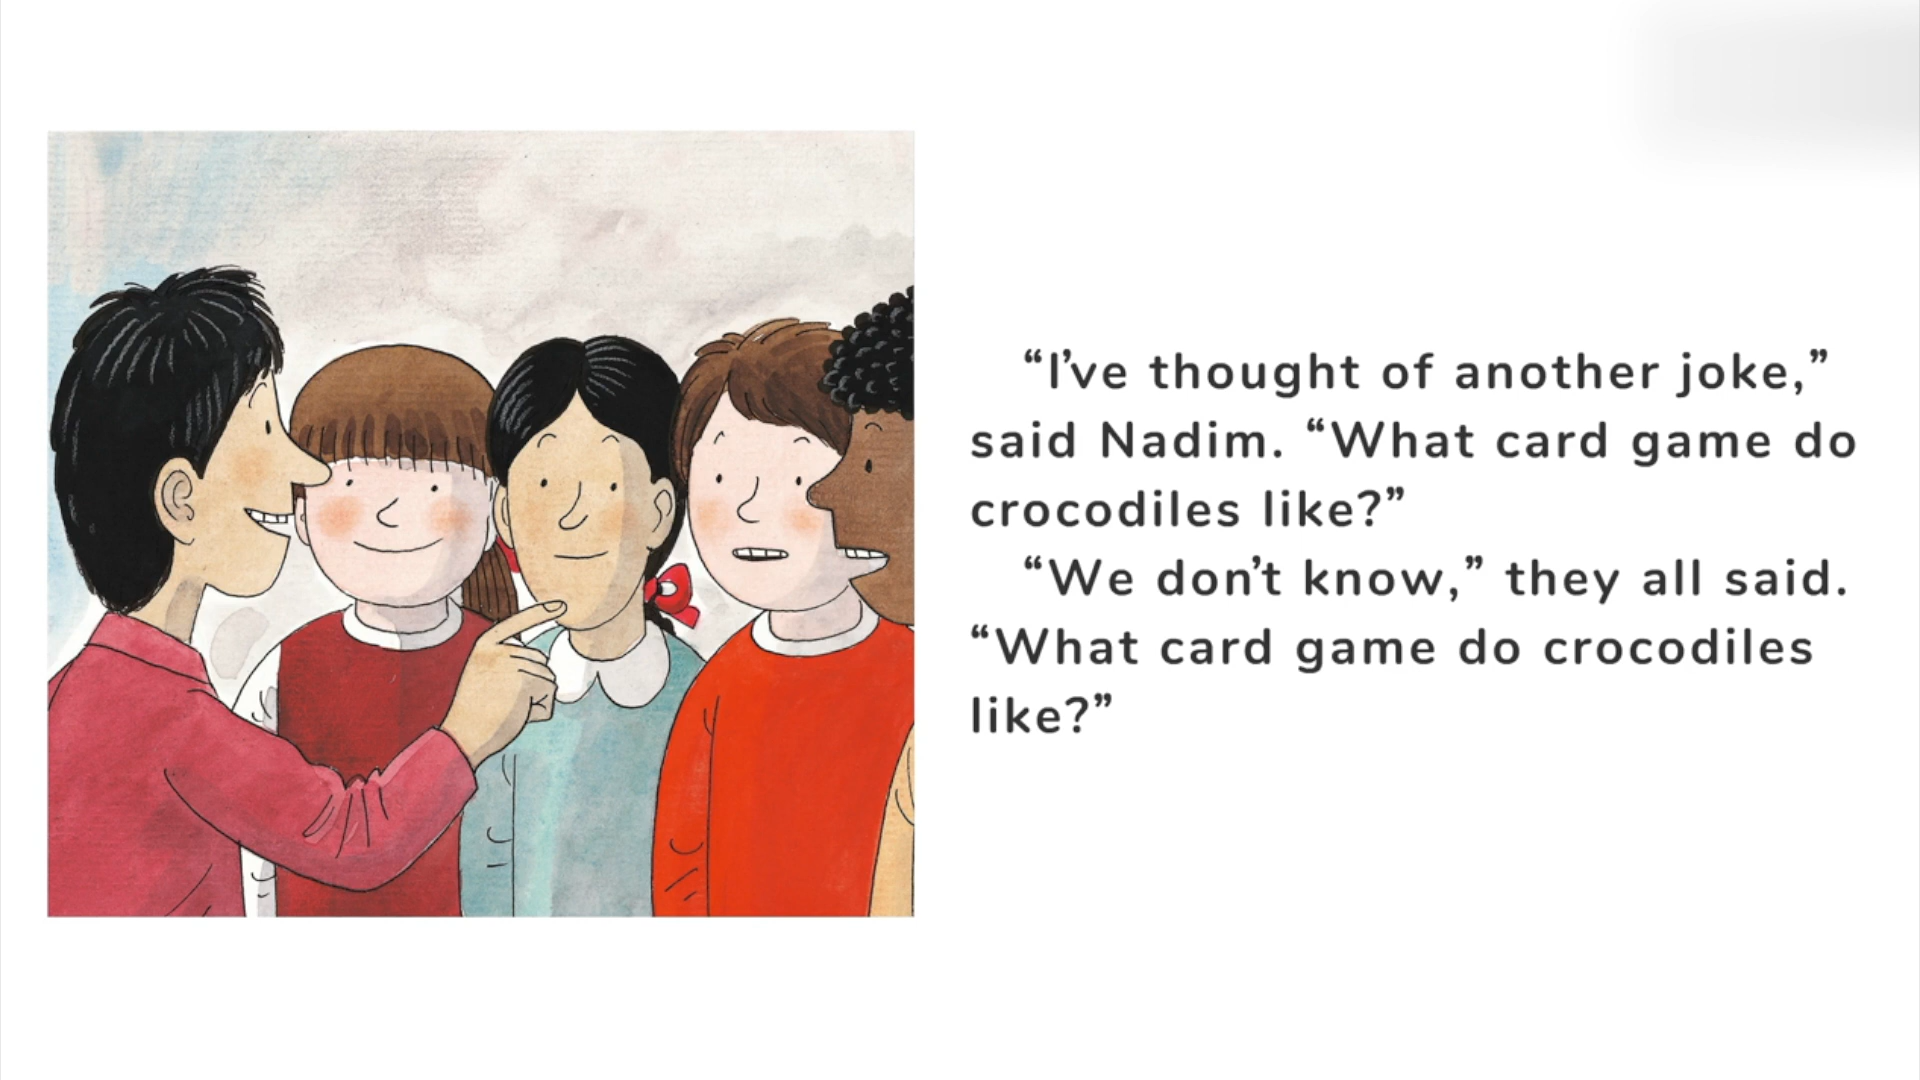 “I’ve thought of another joke,”
said Nadim. “What card game do
crocodiles like?”
“We don’t know,” they all said.
“What card game do crocodiles
like?”